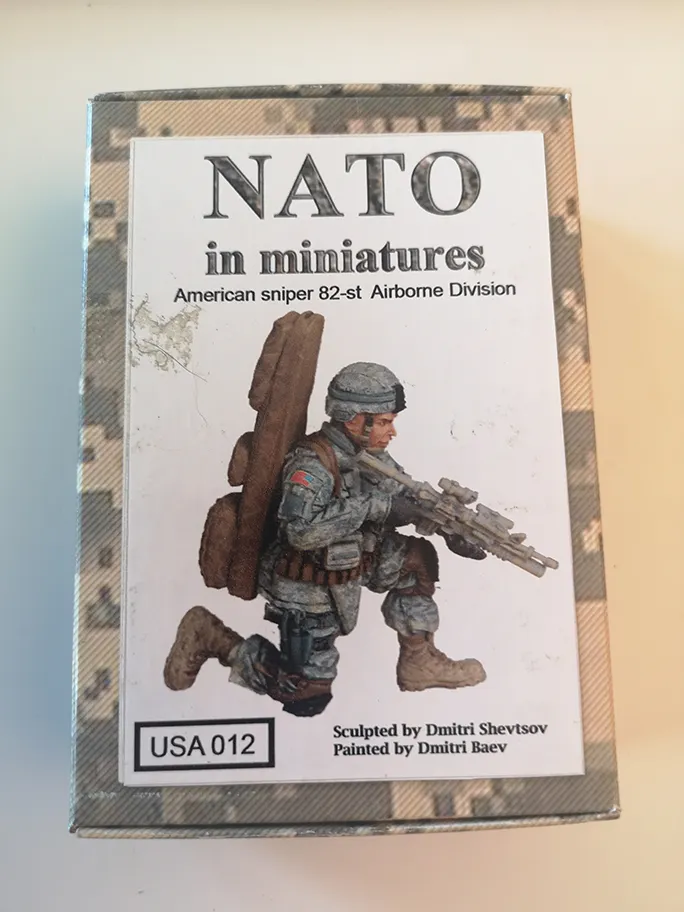 NATO
in miniatures
American sniper 82-st Airborne Division
USA 012
Sculpted by Dmitri Shevtsov
Painted by Dmitri Baev